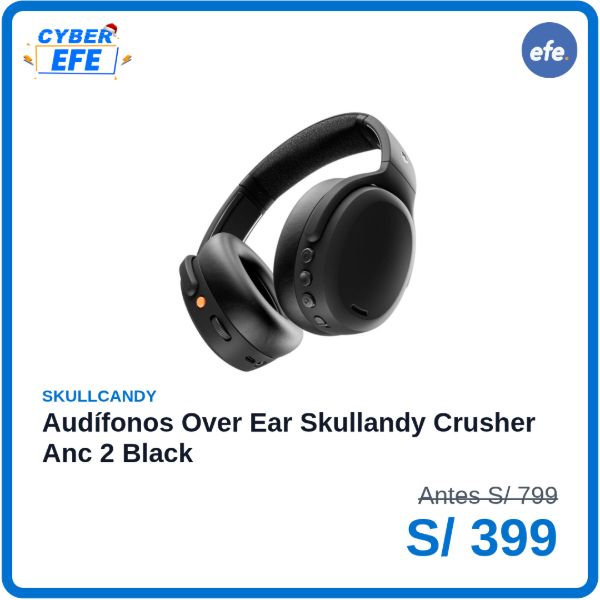 CYBER
EFE
efe.
SKULLCANDY
Audífonos Over Ear Skullandy Crusher
Anc 2 Black
Antes S/ 799
S/ 399